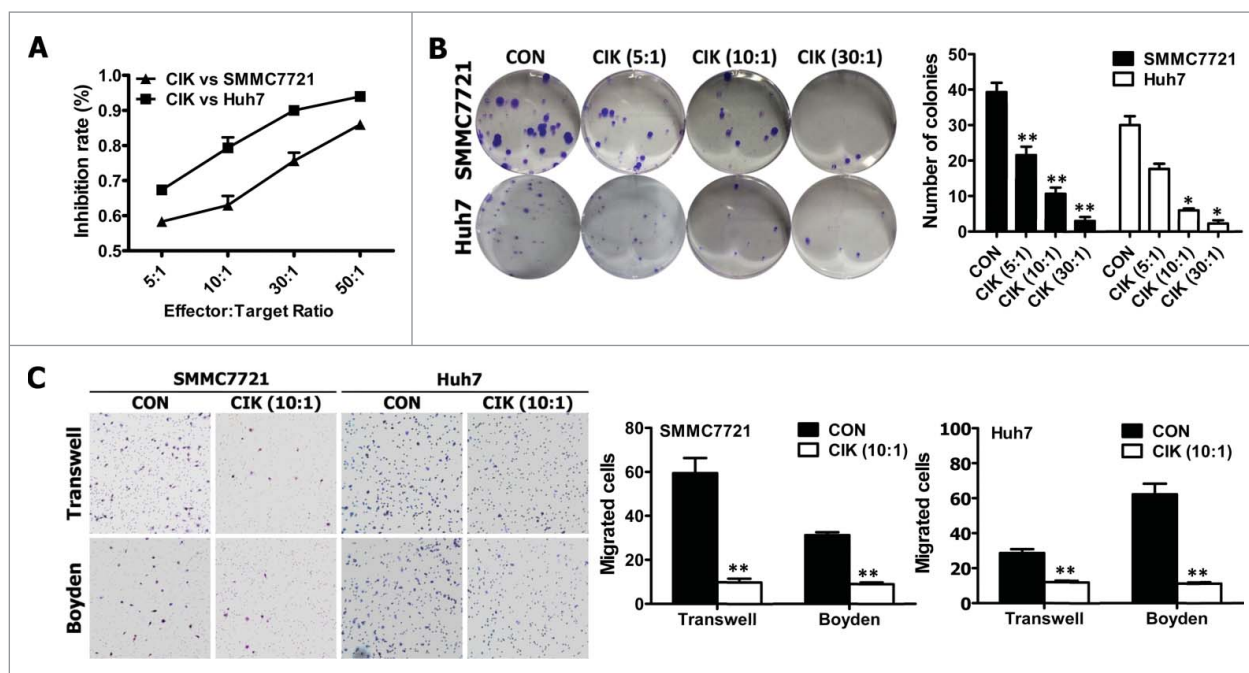 A
CIK vs SMMC7721
CIK vs Huh7
Inhibition rate (%)
1.0
0.9
0.8
0.7
0.6
0.5
5:1
10:1
30:1
50:1
Effector:Target Ratio
B
CON CIK (5:1) CIK (10:1) CIK (30:1)
SMMC7721
Huh7
SMMC7721
Huh7
Number of colonies
50
40
30
20
10
0
**
**
**
*
*
CON
CIK (5:1)
CIK (10:1)
CIK (30:1)
CON
CIK (5:1)
CIK (10:1)
CIK (30:1)
C
SMMC7721 Huh7
CON CIK (10:1) CON CIK (10:1)
Transwell
Boyden
SMMC7721
CON
CIK (10:1)
Migrated cells
80
60
40
20
0
**
**
Transwell Boyden
Huh7
CON
CIK (10:1)
Migrated cells
100
80
60
40
20
0
**
**
Transwell Boyden